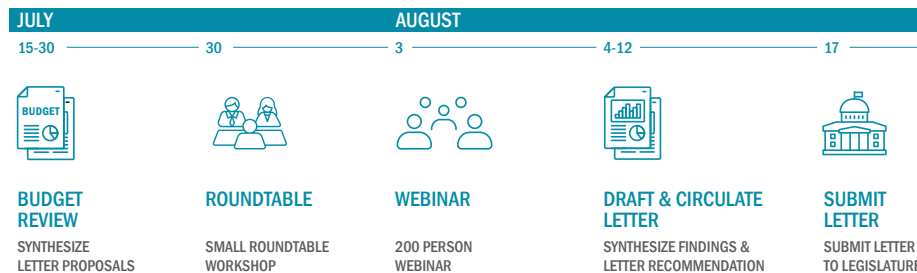 JULY AUGUST
15-30 30 3 4-12 17
BUDGET
BUDGET
REVIEW
SYNTHESIZE
LETTER PROPOSALS
ROUNDTABLE
SMALL ROUNDTABLE
WORKSHOP
WEBINAR
200 PERSON
WEBINAR
DRAFT & CIRCULATE
LETTER
SYNTHESIZE FINDINGS &
LETTER RECOMMENDATION
SUBMIT
LETTER
SUBMIT LETTER
TO LEGISLATURE